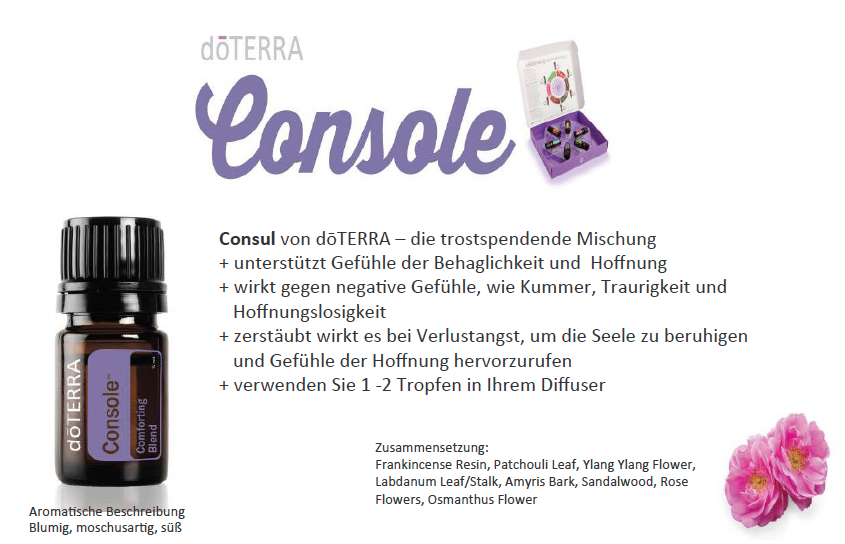 dōTERRA
Console
Consul von dōTERRA – die trostspendende Mischung
+ unterstützt Gefühle der Behaglichkeit und Hoffnung
+ wirkt gegen negative Gefühle, wie Kummer, Traurigkeit und
Hoffnungslosigkeit
+ zerstäubt wirkt es bei Verlustangst, um die Seele zu beruhigen
und Gefühle der Hoffnung hervorzurufen
+ verwenden Sie 1 -2 Tropfen in Ihrem Diffuser
dōTERRA
Console™
Comforting
Blend
5 mL
Zusammensetzung:
Frankincense Resin, Patchouli Leaf, Ylang Ylang Flower,
Labdanum Leaf/Stalk, Amyris Bark, Sandalwood, Rose
Flowers, Osmanthus Flower
Aromatische Beschreibung
Blumig, moschusartig, süß